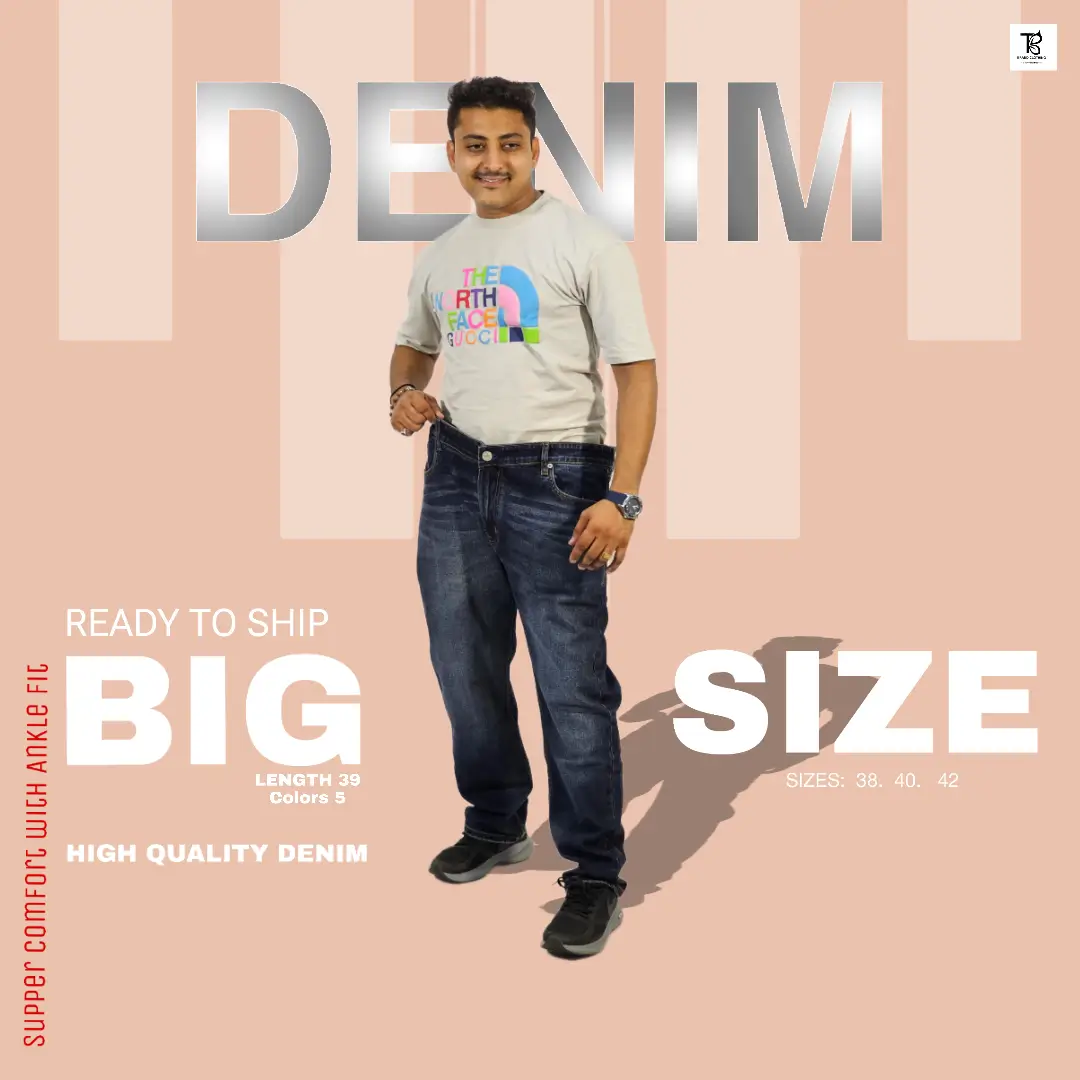 DENIM
THE
NORTH
FACE
GUCCI
READY TO SHIP
BIG SIZE
LENGTH 39
Colors 5
SIZES: 38. 40. 42
HIGH QUALITY DENIM
Supper Comfort with Ankle Fit